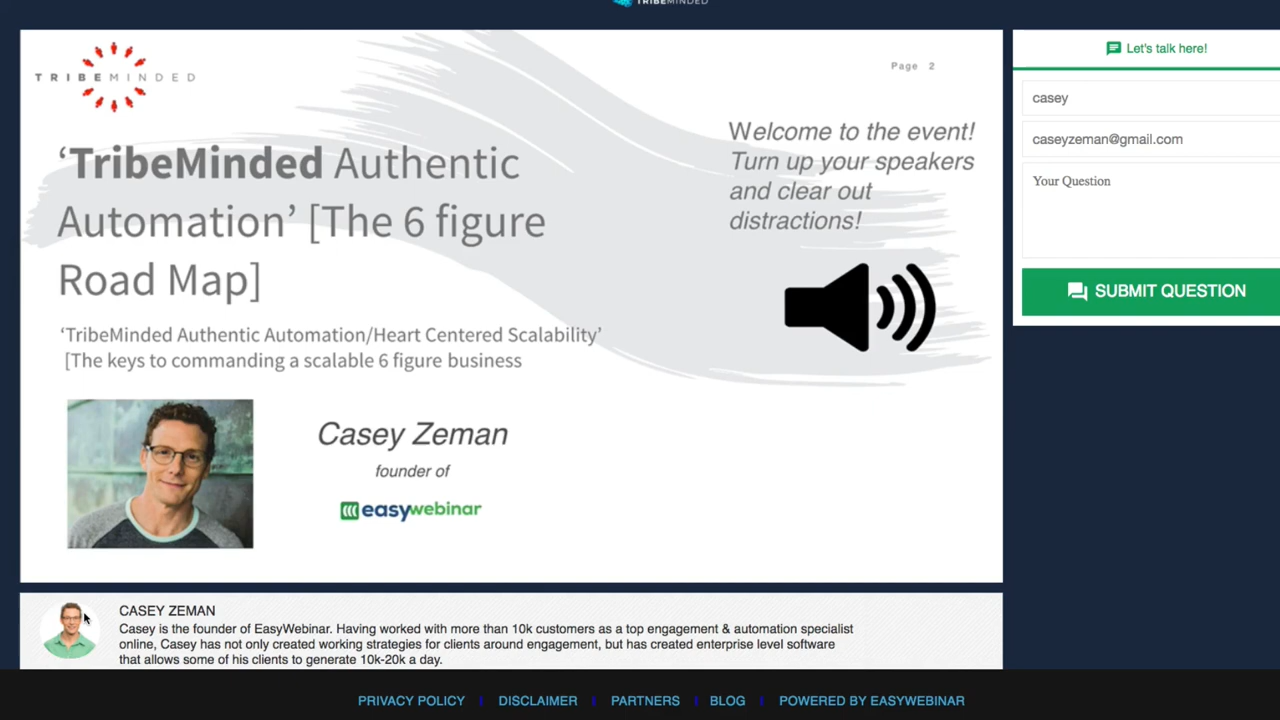 TRIBEMINDED
TRIBEMINDED
Page 2
‘TribeMinded Authentic
Automation’ [The 6 figure
Road Map]
‘TribeMinded Authentic Automation/Heart Centered Scalability’
[The keys to commanding a scalable 6 figure business
Welcome to the event!
Turn up your speakers
and clear out
distractions!
Casey Zeman
founder of
easywebinar
Let's talk here!
casey
caseyzeman@gmail.com
Your Question
SUBMIT QUESTION
CASEY ZEMAN
Casey is the founder of EasyWebinar. Having worked with more than 10k customers as a top engagement & automation specialist
online, Casey has not only created working strategies for clients around engagement, but has created enterprise level software
that allows some of his clients to generate 10k-20k a day.
PRIVACY POLICY | DISCLAIMER | PARTNERS | BLOG | POWERED BY EASYWEBINAR